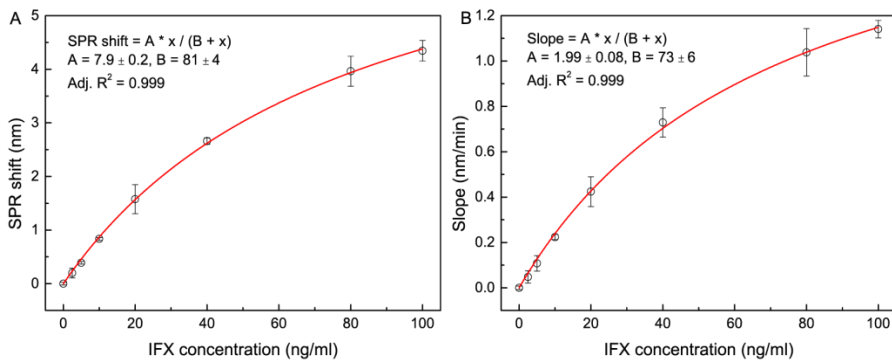 A
SPR shift = A * x / (B + x)
A = 7.9 ± 0.2, B = 81 ± 4
Adj. R² = 0.999
5
4
3
2
1
0
SPR shift (nm)
0 20 40 60 80 100
IFX concentration (ng/ml)
B
Slope = A * x / (B + x)
A = 1.99 ± 0.08, B = 73 ± 6
Adj. R² = 0.999
1.2
1.0
0.8
0.6
0.4
0.2
0.0
Slope (nm/min)
0 20 40 60 80 100
IFX concentration (ng/ml)